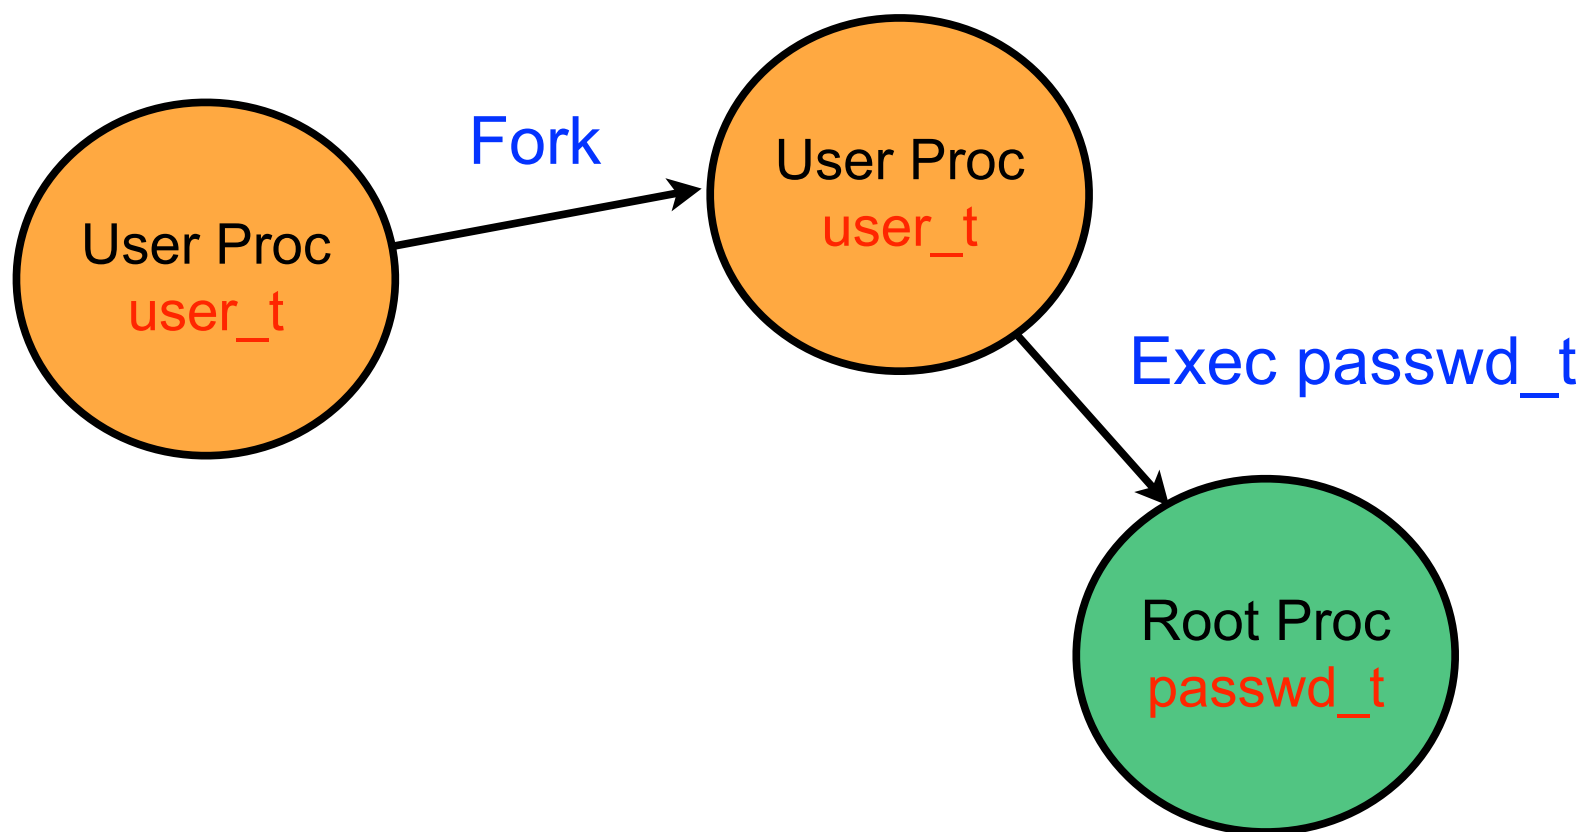 Fork
User Proc
user_t
User Proc
user_t
Exec passwd_t
Root Proc
passwd_t